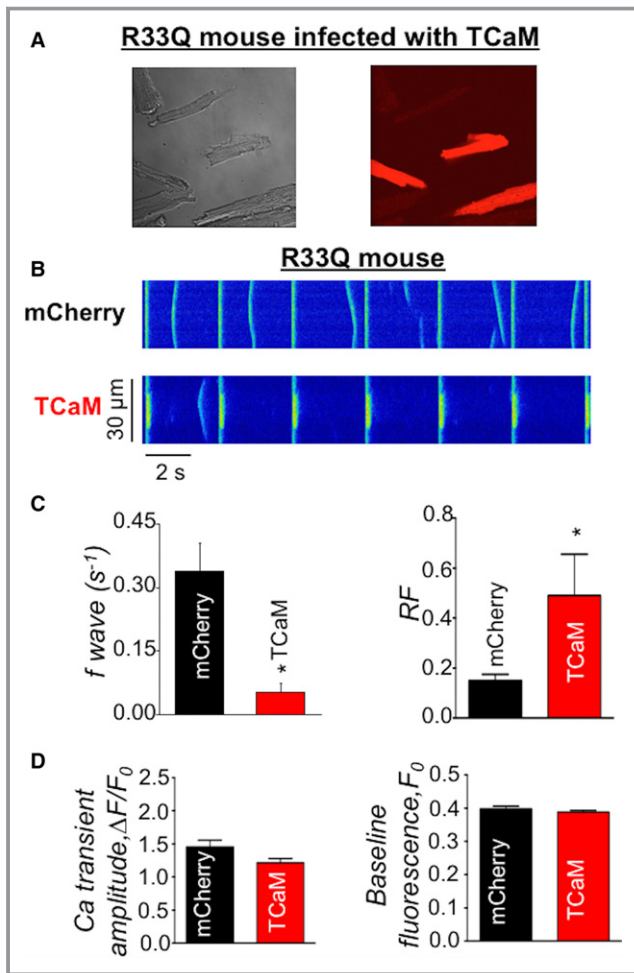 A
R33Q mouse infected with TCaM
B
R33Q mouse
mCherry
TCaM
30 µm
2 s
C
f wave (s⁻¹)
0.45
0.30
0.15
0.00
mCherry
* TCaM
RF
0.8
0.6
0.4
0.2
0.0
mCherry
*
TCaM
D
Ca transient
amplitude,ΔF/F₀
2.5
2.0
1.5
1.0
0.5
0.0
mCherry
TCaM
Baseline
fluorescence,F₀
0.5
0.4
0.3
0.2
0.1
0.0
mCherry
TCaM